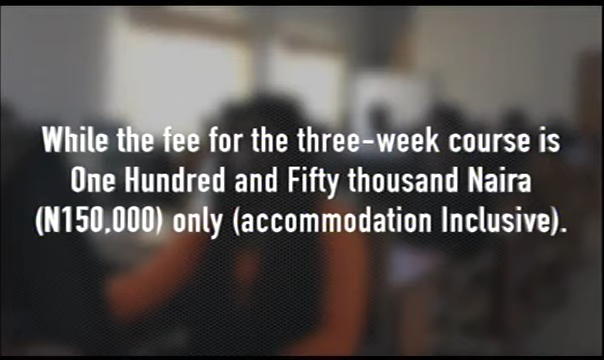 While the fee for the three-week course is
One Hundred and Fifty thousand Naira
(N150,000) only (accommodation Inclusive).